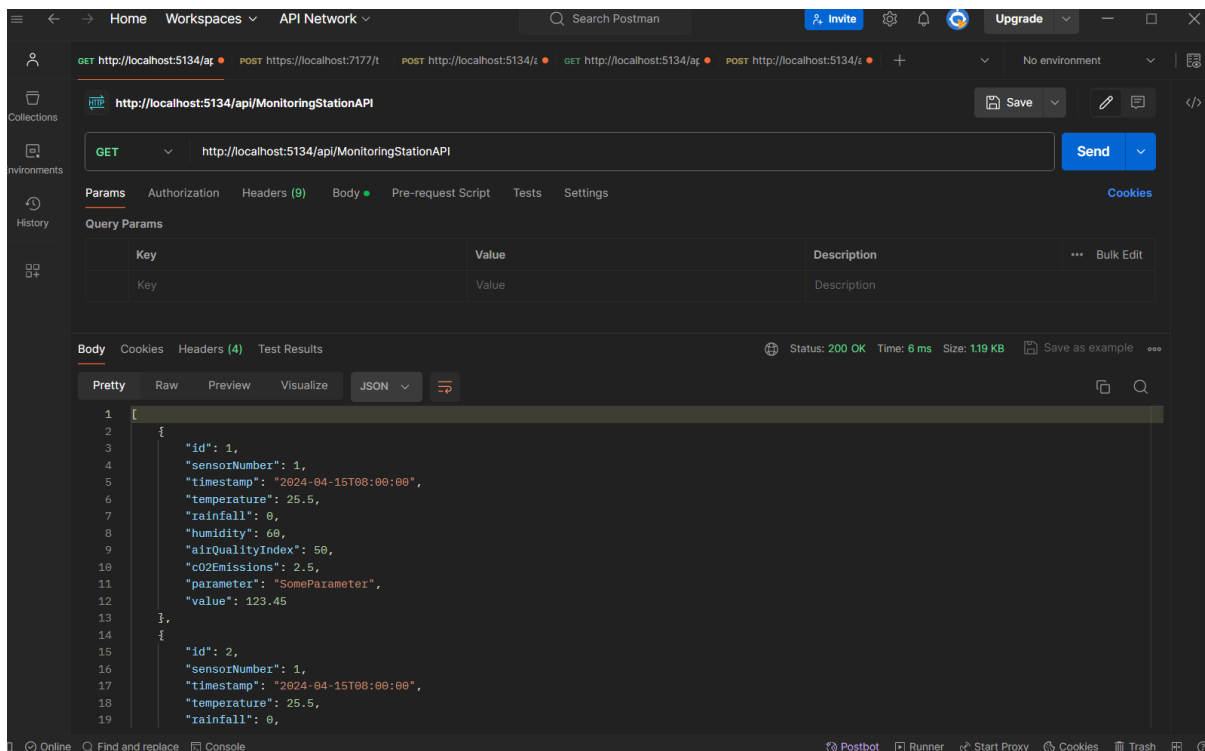 Home Workspaces API Network Search Postman Invite Upgrade
GET http://localhost:5134/ap POST https://localhost:7177/t POST http://localhost:5134/a GET http://localhost:5134/ap POST http://localhost:5134/a No environment
HTTP http://localhost:5134/api/MonitoringStationAPI Save
Collections
GET http://localhost:5134/api/MonitoringStationAPI Send
nvironments
Params Authorization Headers (9) Body Pre-request Script Tests Settings Cookies
History
Query Params
Key Value Description Bulk Edit
Key Value Description
Body Cookies Headers (4) Test Results Status: 200 OK Time: 6 ms Size: 1.19 KB Save as example
Pretty Raw Preview Visualize JSON
1 [
2 {
3 "id": 1,
4 "sensorNumber": 1,
5 "timestamp": "2024-04-15T08:00:00",
6 "temperature": 25.5,
7 "rainfall": 0,
8 "humidity": 60,
9 "airQualityIndex": 50,
10 "cO2Emissions": 2.5,
11 "parameter": "SomeParameter",
12 "value": 123.45
13 },
14 {
15 "id": 2,
16 "sensorNumber": 1,
17 "timestamp": "2024-04-15T08:00:00",
18 "temperature": 25.5,
19 "rainfall": 0,
Online Find and replace Console Postbot Runner Start Proxy Cookies Trash